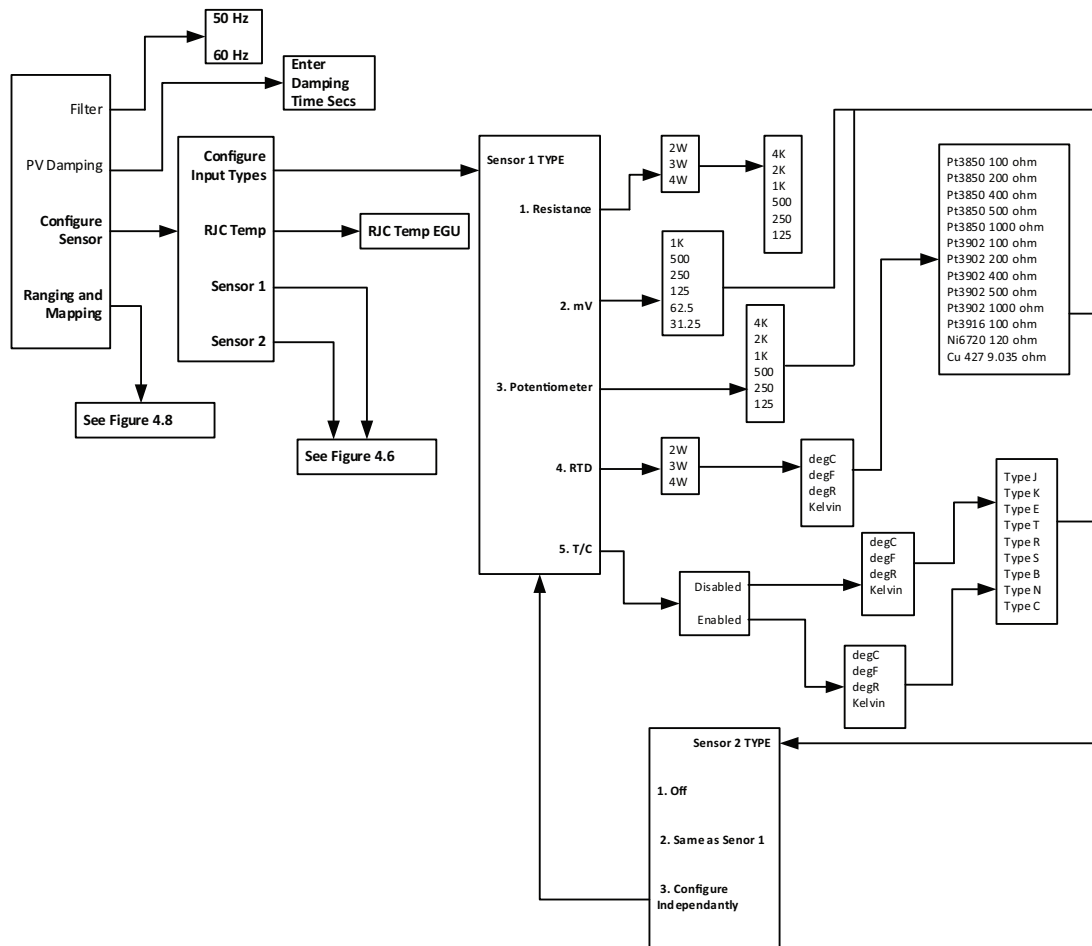 50 Hz
60 Hz
Enter
Damping
Time Secs
Filter
PV Damping
Configure
Sensor
Ranging and
Mapping
See Figure 4.8
Configure
Input Types
RJC Temp
Sensor 1
Sensor 2
RJC Temp EGU
See Figure 4.6
Sensor 1 TYPE
1. Resistance
2. mV
3. Potentiometer
4. RTD
5. T/C
2W
3W
4W
4K
2K
1K
500
250
125
1K
500
250
125
62.5
31.25
4K
2K
1K
500
250
125
2W
3W
4W
degC
degF
degR
Kelvin
Pt3850 100 ohm
Pt3850 200 ohm
Pt3850 400 ohm
Pt3850 500 ohm
Pt3850 1000 ohm
Pt3902 100 ohm
Pt3902 200 ohm
Pt3902 400 ohm
Pt3902 500 ohm
Pt3902 1000 ohm
Pt3916 100 ohm
Ni6720 120 ohm
Cu 427 9.035 ohm
Disabled
Enabled
degC
degF
degR
Kelvin
degC
degF
degR
Kelvin
Type J
Type K
Type E
Type T
Type R
Type S
Type B
Type N
Type C
Sensor 2 TYPE
1. Off
2. Same as Senor 1
3. Configure
Independantly